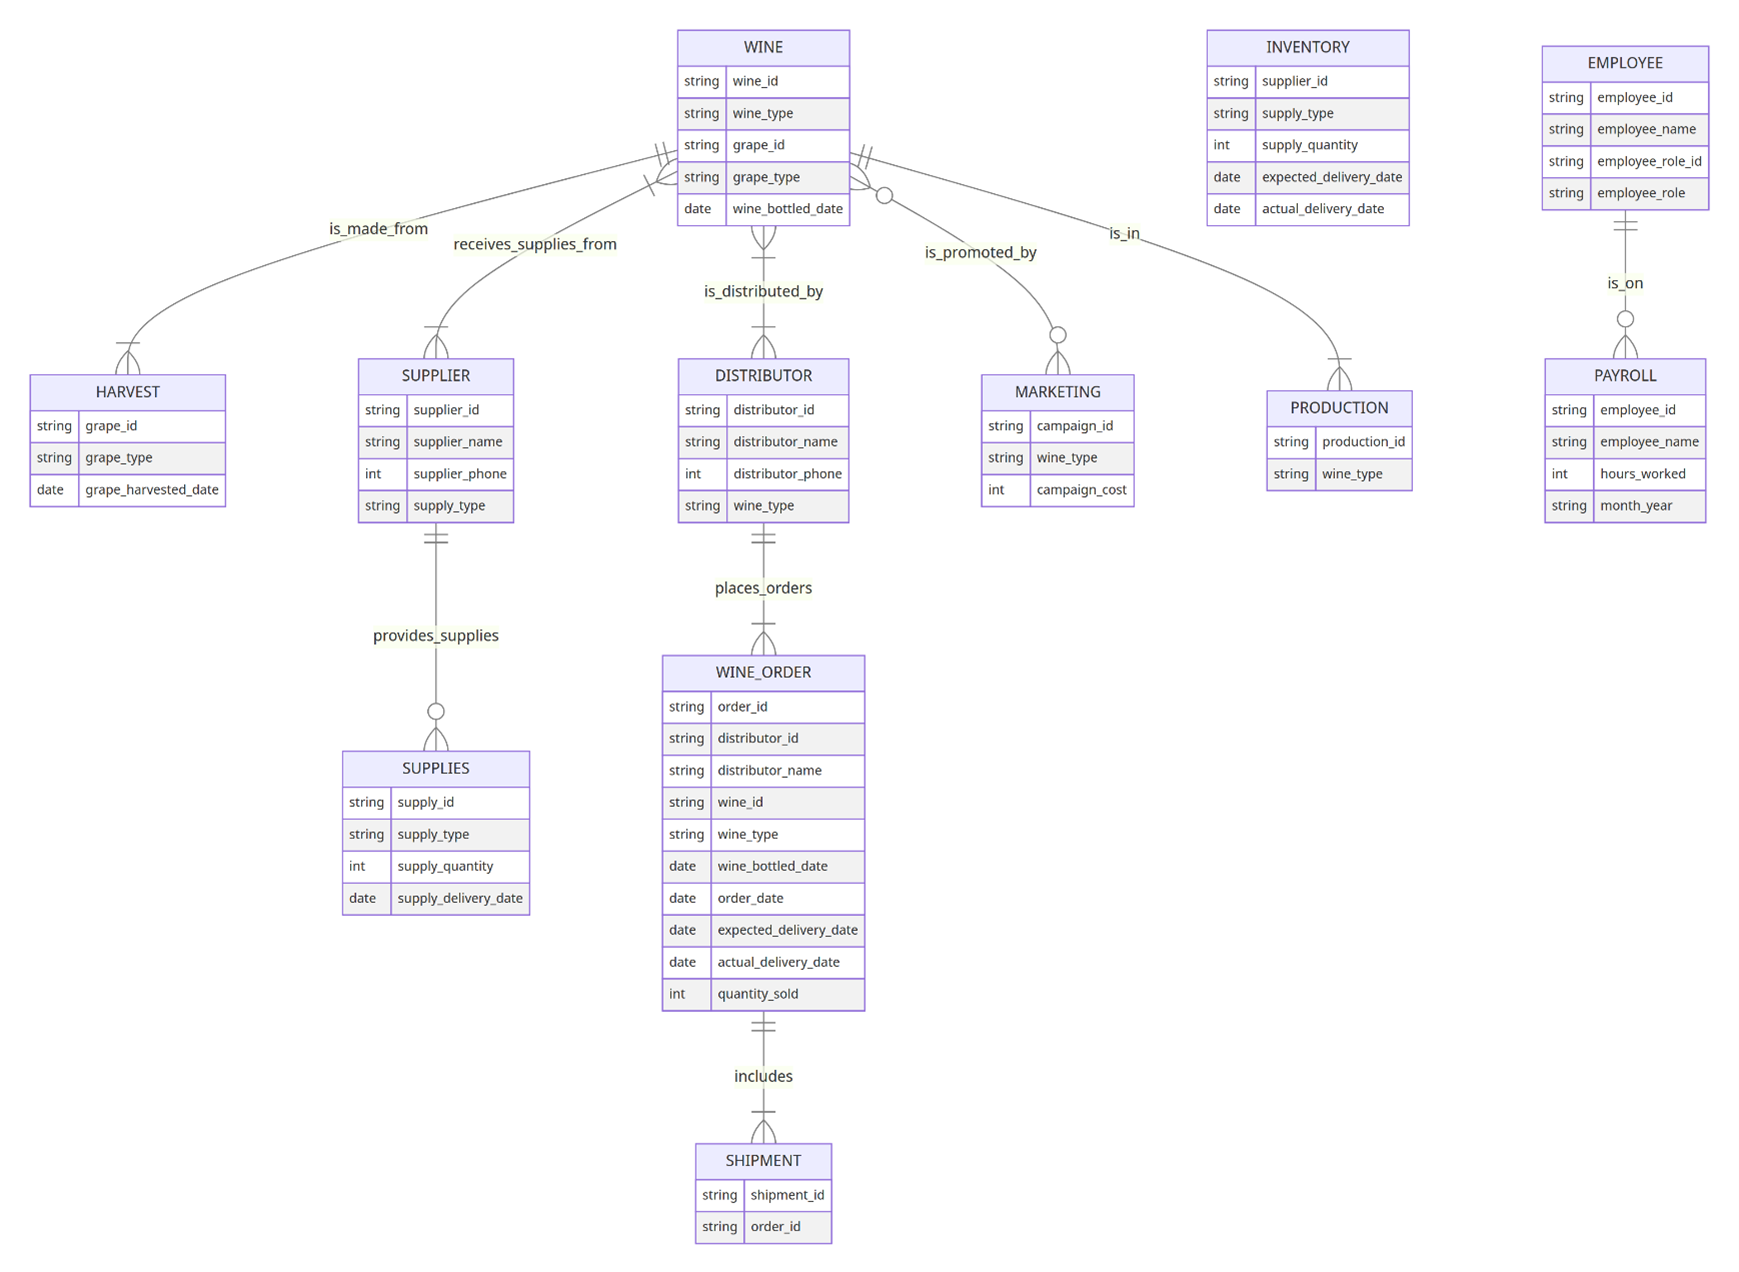 WINE
string wine_id
string wine_type
string grape_id
string grape_type
date wine_bottled_date
INVENTORY
string supplier_id
string supply_type
int supply_quantity
date expected_delivery_date
date actual_delivery_date
EMPLOYEE
string employee_id
string employee_name
string employee_role_id
string employee_role
is_made_from
receives_supplies_from
is_distributed_by
is_promoted_by
is_in
is_on
HARVEST
string grape_id
string grape_type
date grape_harvested_date
SUPPLIER
string supplier_id
string supplier_name
int supplier_phone
string supply_type
DISTRIBUTOR
string distributor_id
string distributor_name
int distributor_phone
string wine_type
MARKETING
string campaign_id
string wine_type
int campaign_cost
PRODUCTION
string production_id
string wine_type
PAYROLL
string employee_id
string employee_name
int hours_worked
string month_year
provides_supplies
places_orders
SUPPLIES
string supply_id
string supply_type
int supply_quantity
date supply_delivery_date
WINE_ORDER
string order_id
string distributor_id
string distributor_name
string wine_id
string wine_type
date wine_bottled_date
date order_date
date expected_delivery_date
date actual_delivery_date
int quantity_sold
includes
SHIPMENT
string shipment_id
string order_id